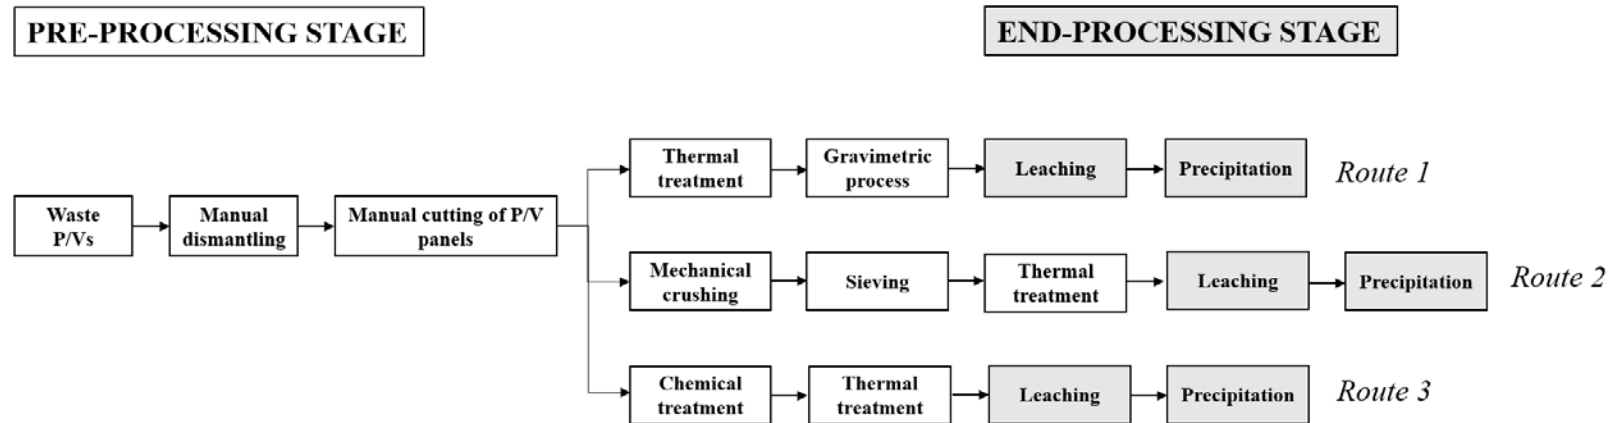 PRE-PROCESSING STAGE
END-PROCESSING STAGE
Waste
P/Vs
Manual
dismantling
Manual cutting of P/V
panels
Thermal
treatment
Gravimetric
process
Leaching
Precipitation
Route 1
Mechanical
crushing
Sieving
Thermal
treatment
Leaching
Precipitation
Route 2
Chemical
treatment
Thermal
treatment
Leaching
Precipitation
Route 3